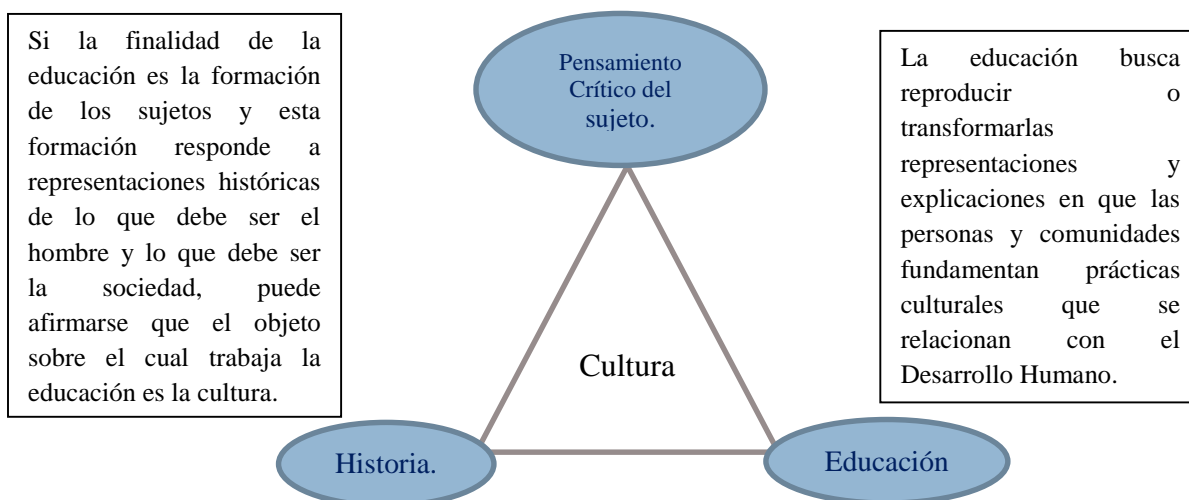 Si la finalidad de la
educación es la formación
de los sujetos y esta
formación responde a
representaciones históricas
de lo que debe ser el
hombre y lo que debe ser
la sociedad, puede
afirmarse que el objeto
sobre el cual trabaja la
educación es la cultura.
Pensamiento
Crítico del
sujeto.
La educación busca
reproducir o
transformarlas
representaciones y
explicaciones en que las
personas y comunidades
fundamentan prácticas
culturales que se
relacionan con el
Desarrollo Humano.
Cultura
Historia.
Educación